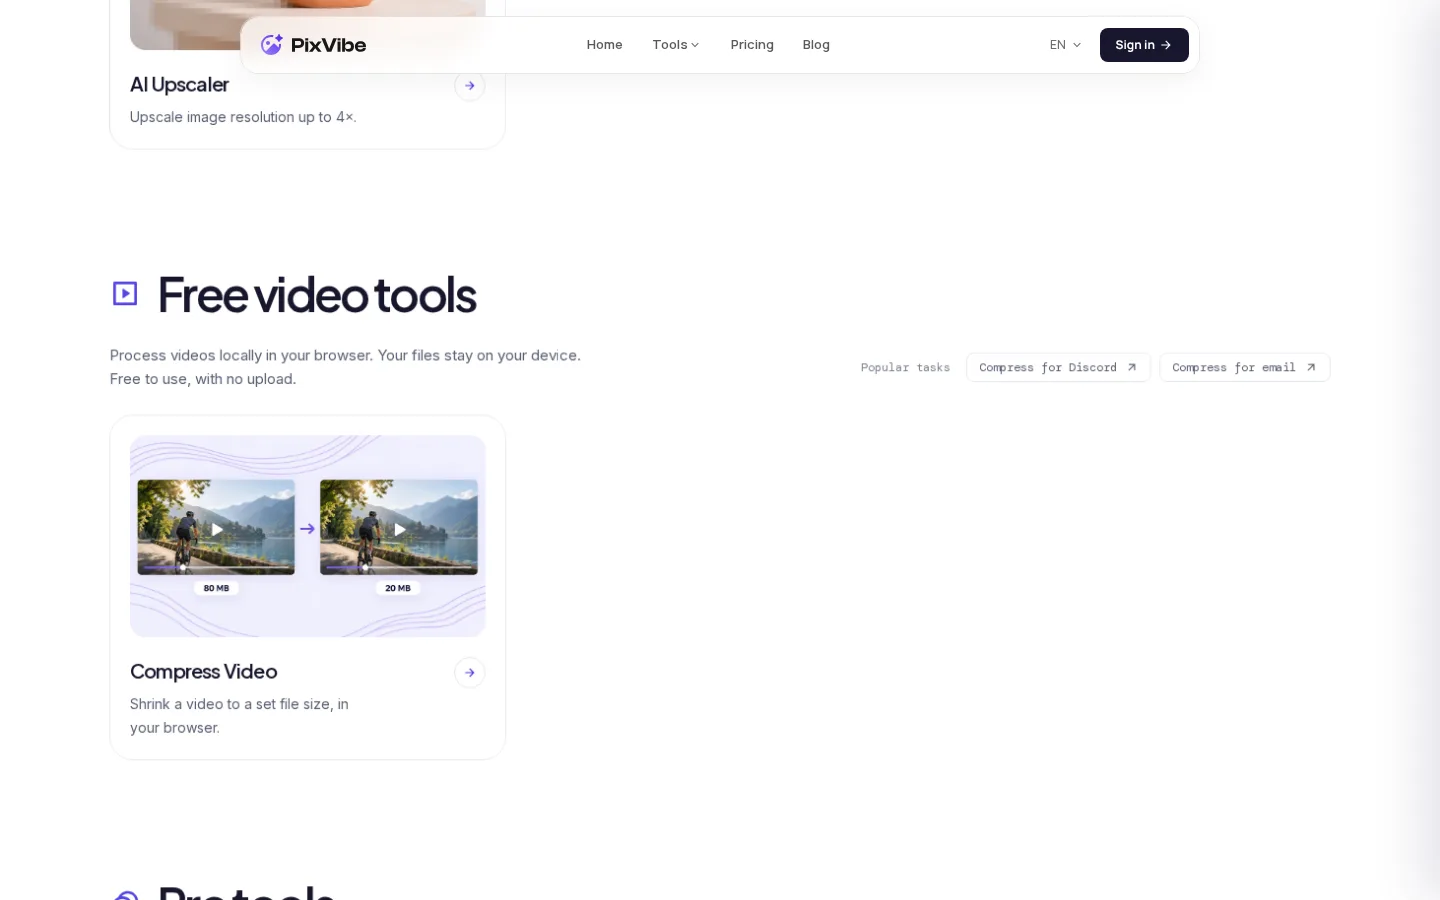 PixVibe
Home
Tools
Pricing
Blog
EN
Sign in
AI Upscaler
Upscale image resolution up to 4×.
Free video tools
Process videos locally in your browser. Your files stay on your device.
Free to use, with no upload.
Popular tasks
Compress for Discord
Compress for email
80 MB
20 MB
Compress Video
Shrink a video to a set file size, in
your browser.
Pro tools